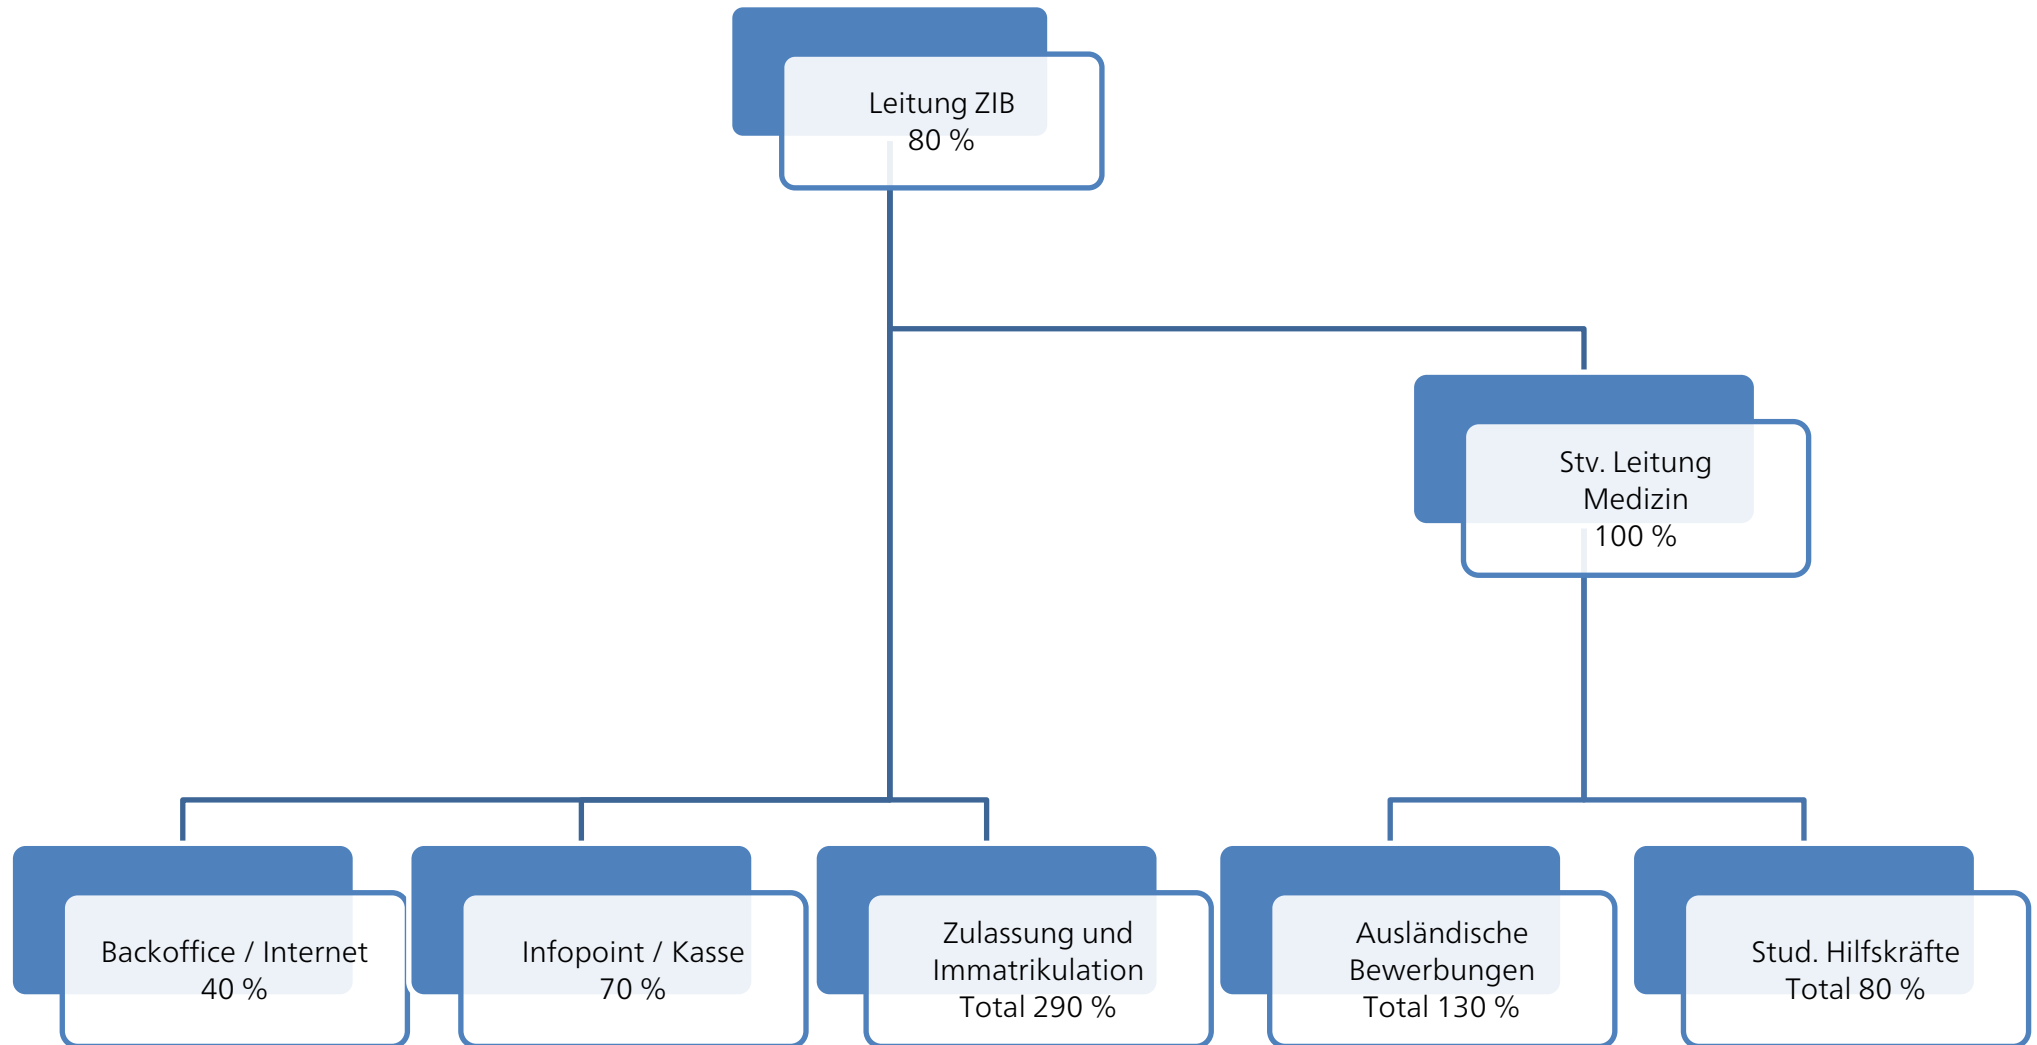 Leitung ZIB
80 %
Stv. Leitung
Medizin
100 %
Backoffice / Internet
40 %
Infopoint / Kasse
70 %
Zulassung und
Immatrikulation
Total 290 %
Ausländische
Bewerbungen
Total 130 %
Stud. Hilfskräfte
Total 80 %